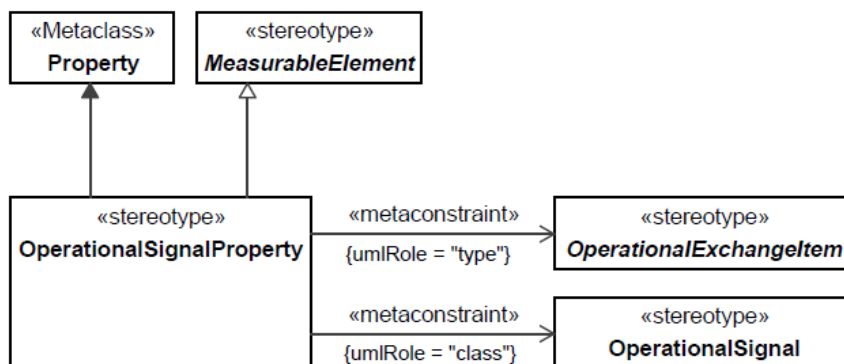 «Metaclass»
Property
«stereotype»
MeasurableElement
«stereotype»
OperationalSignalProperty
«metaconstraint»
{umlRole = "type"}
«stereotype»
OperationalExchangeItem
«metaconstraint»
{umlRole = "class"}
«stereotype»
OperationalSignal